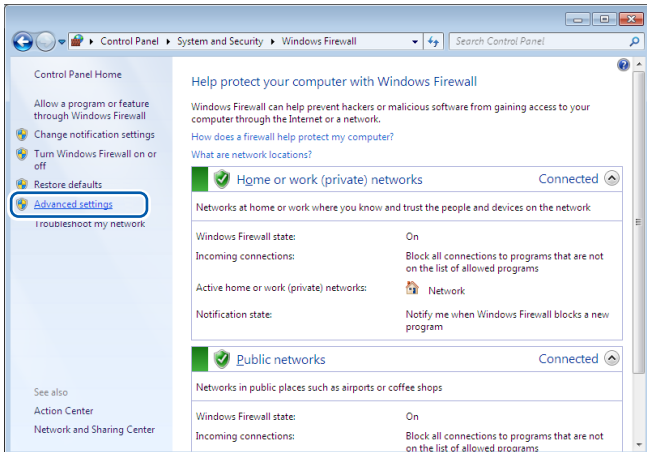 Control Panel ▸ System and Security ▸ Windows Firewall
Search Control Panel
Control Panel Home
Allow a program or feature
through Windows Firewall
Change notification settings
Turn Windows Firewall on or
off
Restore defaults
Advanced settings
Troubleshoot my network
See also
Action Center
Network and Sharing Center
Help protect your computer with Windows Firewall
Windows Firewall can help prevent hackers or malicious software from gaining access to your
computer through the Internet or a network.
How does a firewall help protect my computer?
What are network locations?
Home or work (private) networks Connected
Networks at home or work where you know and trust the people and devices on the network
Windows Firewall state: On
Incoming connections: Block all connections to programs that are not
on the list of allowed programs
Active home or work (private) networks: Network
Notification state: Notify me when Windows Firewall blocks a new
program
Public networks Connected
Networks in public places such as airports or coffee shops
Windows Firewall state: On
Incoming connections: Block all connections to programs that are not
on the list of allowed programs